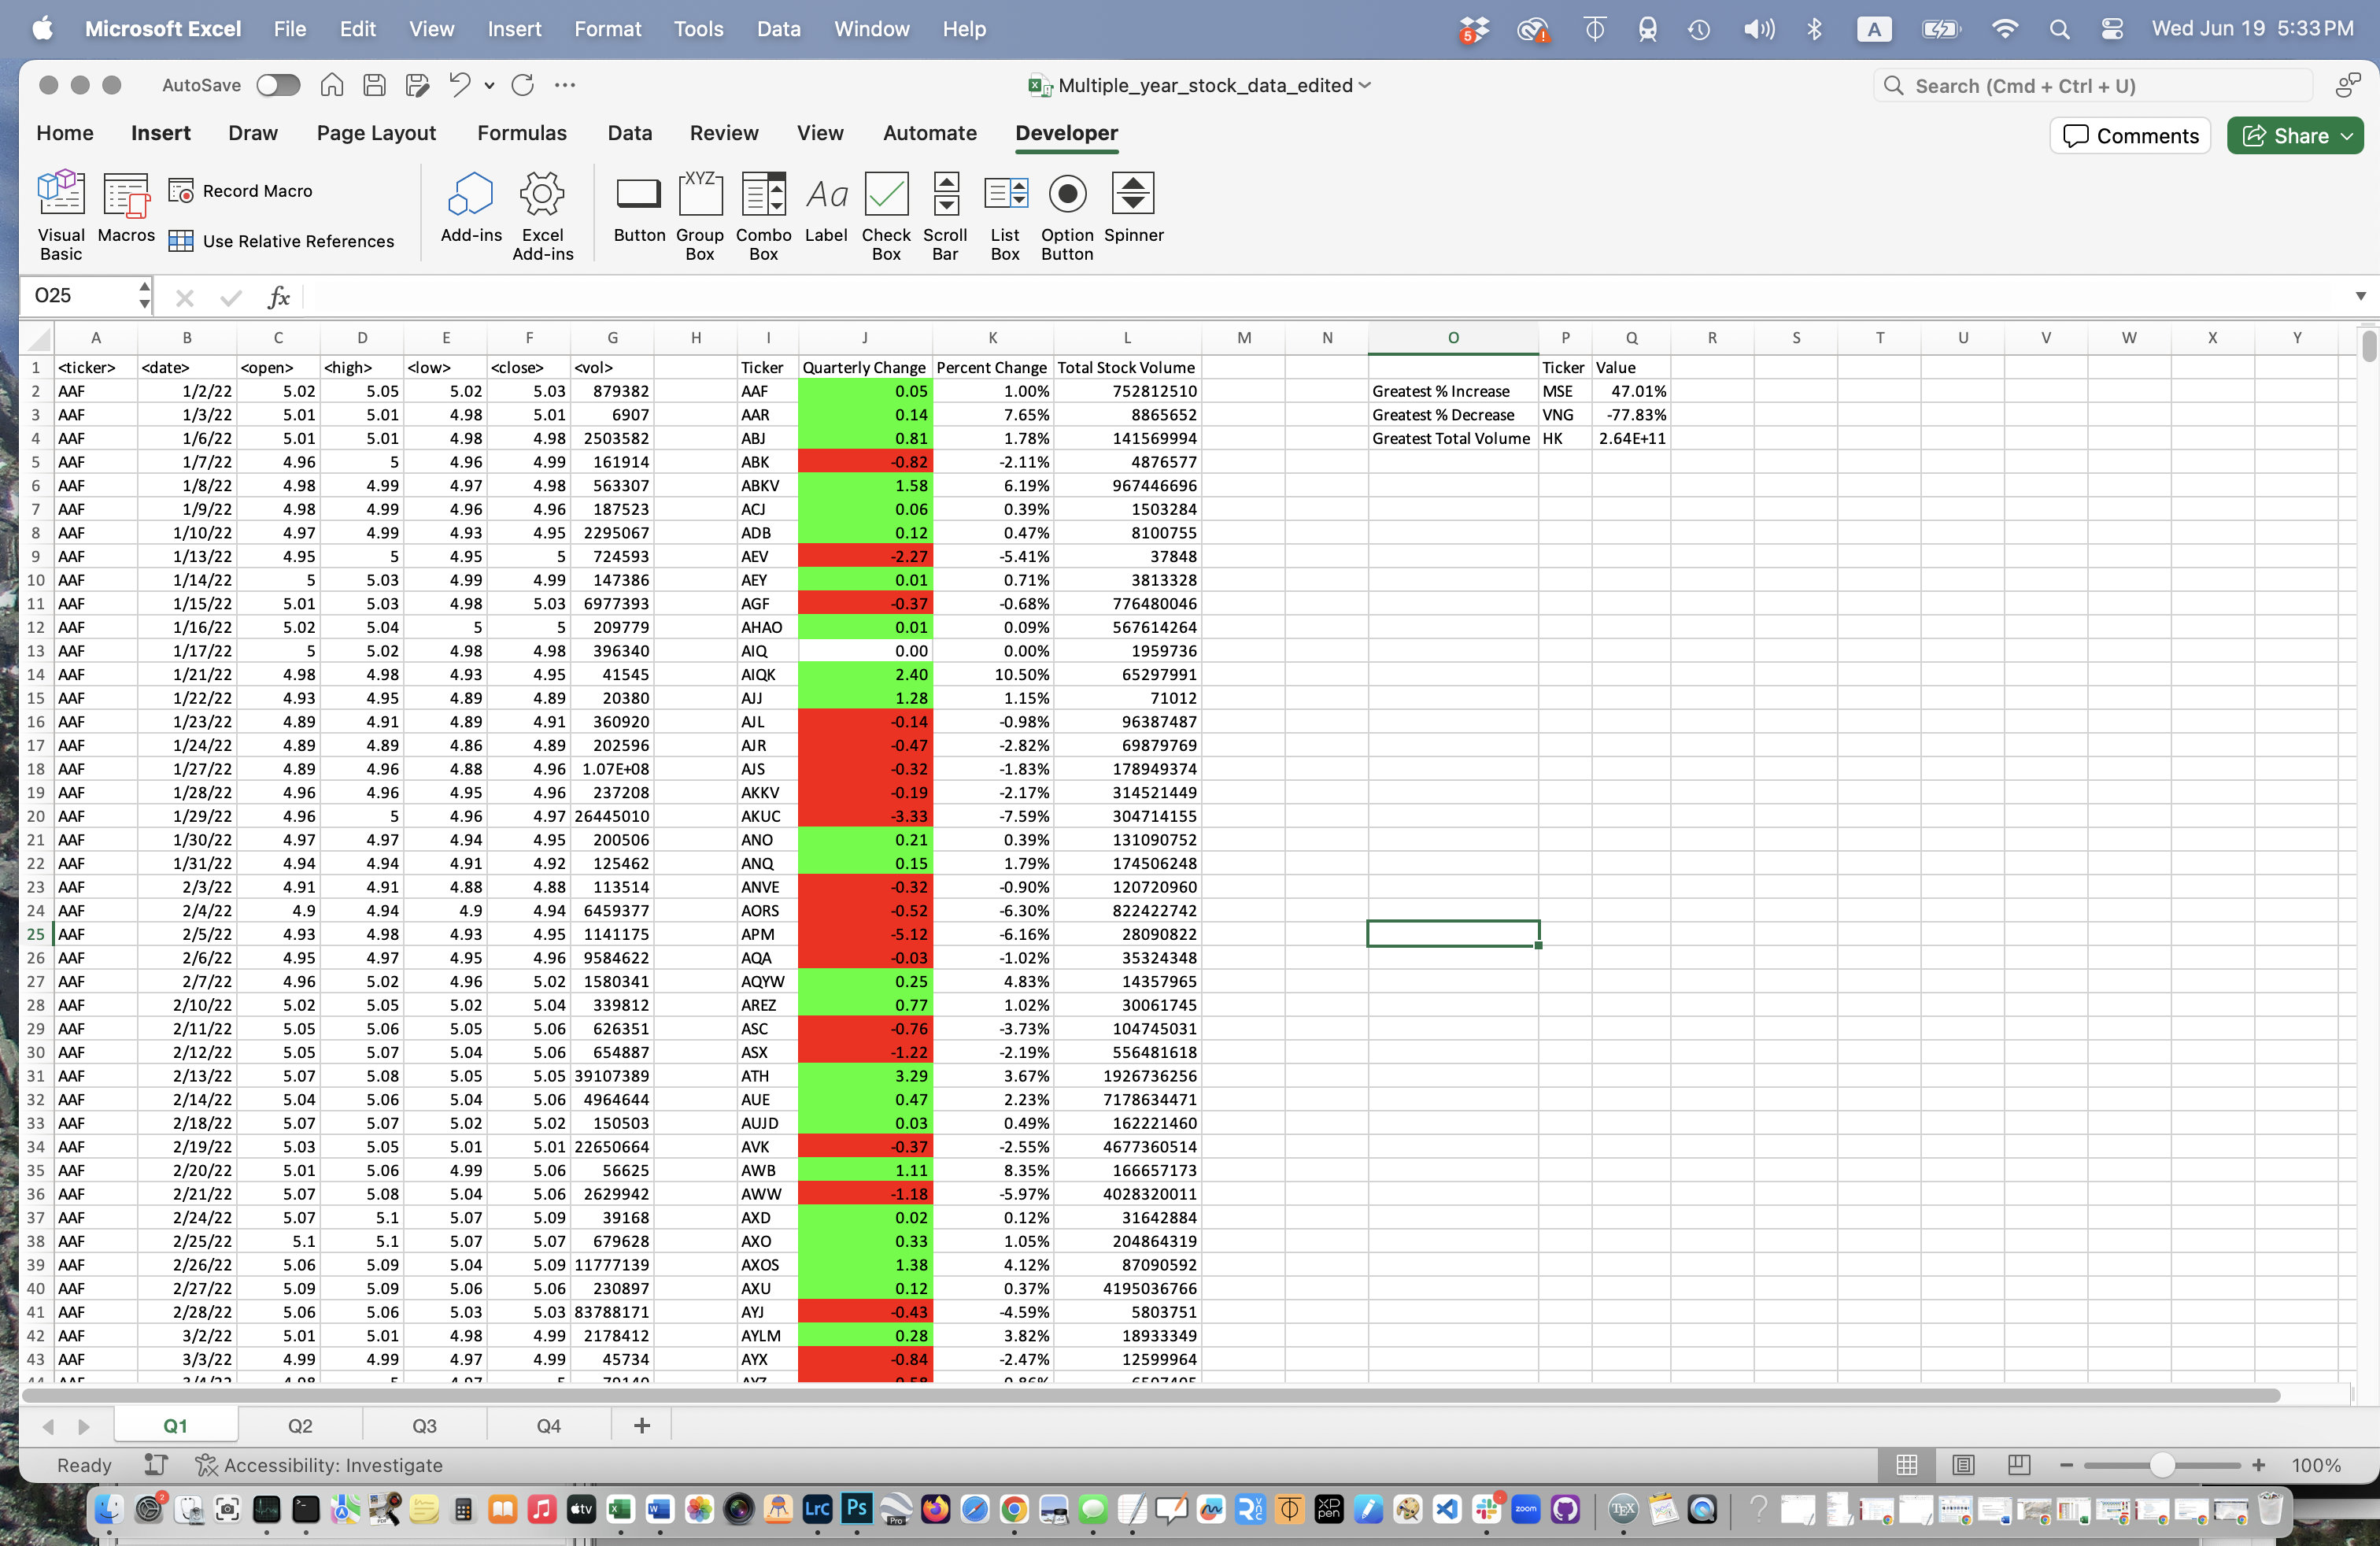 Microsoft Excel File Edit View Insert Format Tools Data Window Help 5 A Wed Jun 19 5:33 PM
AutoSave Multiple_year_stock_data_edited Search (Cmd + Ctrl + U)
Home Insert Draw Page Layout Formulas Data Review View Automate Developer Comments Share
Visual Basic Macros Record Macro Use Relative References Add-ins Excel Add-ins Button XYZ Group Box Combo Box Aa Label Check Box Scroll Bar List Box Option Button Spinner
O25 fx
A B C D E F G H I J K L M N O P Q R S T U V W X Y
1 <ticker> <date> <open> <high> <low> <close> <vol> Ticker Quarterly Change Percent Change Total Stock Volume Ticker Value
2 AAF 1/2/22 5.02 5.05 5.02 5.03 879382 AAF 0.05 1.00% 752812510 Greatest % Increase MSE 47.01%
3 AAF 1/3/22 5.01 5.01 4.98 5.01 6907 AAR 0.14 7.65% 8865652 Greatest % Decrease VNG -77.83%
4 AAF 1/6/22 5.01 5.01 4.98 4.98 2503582 ABJ 0.81 1.78% 141569994 Greatest Total Volume HK 2.64E+11
5 AAF 1/7/22 4.96 5 4.96 4.99 161914 ABK -0.82 -2.11% 4876577
6 AAF 1/8/22 4.98 4.99 4.97 4.98 563307 ABKV 1.58 6.19% 967446696
7 AAF 1/9/22 4.98 4.99 4.96 4.96 187523 ACJ 0.06 0.39% 1503284
8 AAF 1/10/22 4.97 4.99 4.93 4.95 2295067 ADB 0.12 0.47% 8100755
9 AAF 1/13/22 4.95 5 4.95 5 724593 AEV -2.27 -5.41% 37848
10 AAF 1/14/22 5 5.03 4.99 4.99 147386 AEY 0.01 0.71% 3813328
11 AAF 1/15/22 5.01 5.03 4.98 5.03 6977393 AGF -0.37 -0.68% 776480046
12 AAF 1/16/22 5.02 5.04 5 5 209779 AHAO 0.01 0.09% 567614264
13 AAF 1/17/22 5 5.02 4.98 4.98 396340 AIQ 0.00 0.00% 1959736
14 AAF 1/21/22 4.98 4.98 4.93 4.95 41545 AIQK 2.40 10.50% 65297991
15 AAF 1/22/22 4.93 4.95 4.89 4.89 20380 AJJ 1.28 1.15% 71012
16 AAF 1/23/22 4.89 4.91 4.89 4.91 360920 AJL -0.14 -0.98% 96387487
17 AAF 1/24/22 4.89 4.89 4.86 4.89 202596 AJR -0.47 -2.82% 69879769
18 AAF 1/27/22 4.89 4.96 4.88 4.96 1.07E+08 AJS -0.32 -1.83% 178949374
19 AAF 1/28/22 4.96 4.96 4.95 4.96 237208 AKKV -0.19 -2.17% 314521449
20 AAF 1/29/22 4.96 5 4.96 4.97 26445010 AKUC -3.33 -7.59% 304714155
21 AAF 1/30/22 4.97 4.97 4.94 4.95 200506 ANO 0.21 0.39% 131090752
22 AAF 1/31/22 4.94 4.94 4.91 4.92 125462 ANQ 0.15 1.79% 174506248
23 AAF 2/3/22 4.91 4.91 4.88 4.88 113514 ANVE -0.32 -0.90% 120720960
24 AAF 2/4/22 4.9 4.94 4.9 4.94 6459377 AORS -0.52 -6.30% 822422742
25 AAF 2/5/22 4.93 4.98 4.93 4.95 1141175 APM -5.12 -6.16% 28090822
26 AAF 2/6/22 4.95 4.97 4.95 4.96 9584622 AQA -0.03 -1.02% 35324348
27 AAF 2/7/22 4.96 5.02 4.96 5.02 1580341 AQYW 0.25 4.83% 14357965
28 AAF 2/10/22 5.02 5.05 5.02 5.04 339812 AREZ 0.77 1.02% 30061745
29 AAF 2/11/22 5.05 5.06 5.05 5.06 626351 ASC -0.76 -3.73% 104745031
30 AAF 2/12/22 5.05 5.07 5.04 5.06 654887 ASX -1.22 -2.19% 556481618
31 AAF 2/13/22 5.07 5.08 5.05 5.05 39107389 ATH 3.29 3.67% 1926736256
32 AAF 2/14/22 5.04 5.06 5.04 5.06 4964644 AUE 0.47 2.23% 7178634471
33 AAF 2/18/22 5.07 5.07 5.02 5.02 150503 AUJD 0.03 0.49% 162221460
34 AAF 2/19/22 5.03 5.05 5.01 5.01 22650664 AVK -0.37 -2.55% 4677360514
35 AAF 2/20/22 5.01 5.06 4.99 5.06 56625 AWB 1.11 8.35% 166657173
36 AAF 2/21/22 5.07 5.08 5.04 5.06 2629942 AWW -1.18 -5.97% 4028320011
37 AAF 2/24/22 5.07 5.1 5.07 5.09 39168 AXD 0.02 0.12% 31642884
38 AAF 2/25/22 5.1 5.1 5.07 5.07 679628 AXO 0.33 1.05% 204864319
39 AAF 2/26/22 5.06 5.09 5.04 5.09 11777139 AXOS 1.38 4.12% 87090592
40 AAF 2/27/22 5.09 5.09 5.06 5.06 230897 AXU 0.12 0.37% 4195036766
41 AAF 2/28/22 5.06 5.06 5.03 5.03 83788171 AYJ -0.43 -4.59% 5803751
42 AAF 3/2/22 5.01 5.01 4.98 4.99 2178412 AYLM 0.28 3.82% 18933349
43 AAF 3/3/22 4.99 4.99 4.97 4.99 45734 AYX -0.84 -2.47% 12599964
Q1 Q2 Q3 Q4 +
Ready Accessibility: Investigate 100%
2 tv LrC Ps Pro XP pen zoom TEX